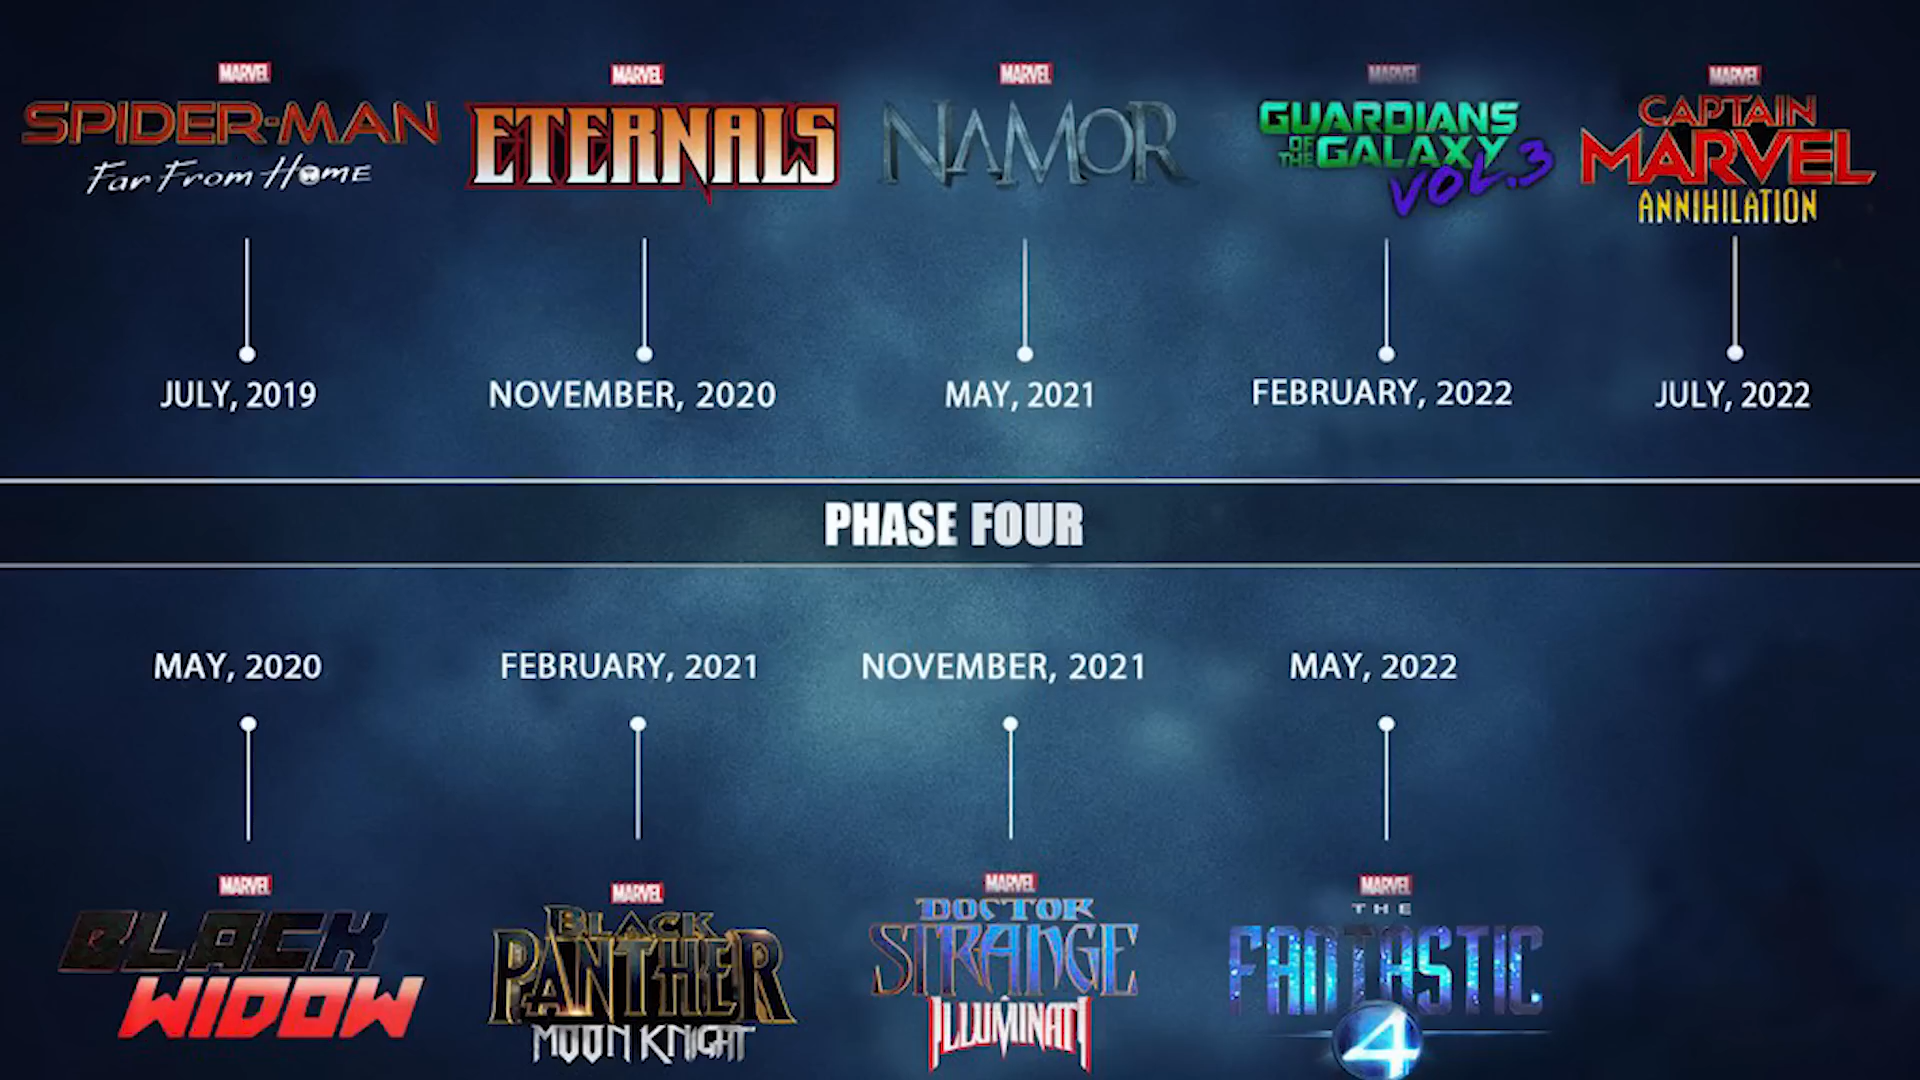 MARVEL
SPIDER-MAN
Far From Home
JULY, 2019
MARVEL
ETERNALS
NOVEMBER, 2020
MARVEL
NAMOR
MAY, 2021
MARVEL
GUARDIANS
OF THE GALAXY
VOL.3
FEBRUARY, 2022
MARVEL
CAPTAIN
MARVEL
ANNIHILATION
JULY, 2022
PHASE FOUR
MAY, 2020
MARVEL
BLACK
WIDOW
FEBRUARY, 2021
MARVEL
BLACK
PANTHER
MOON KNIGHT
NOVEMBER, 2021
MARVEL
DOCTOR
STRANGE
ILLUMINATI
MAY, 2022
MARVEL
THE
FANTASTIC
4